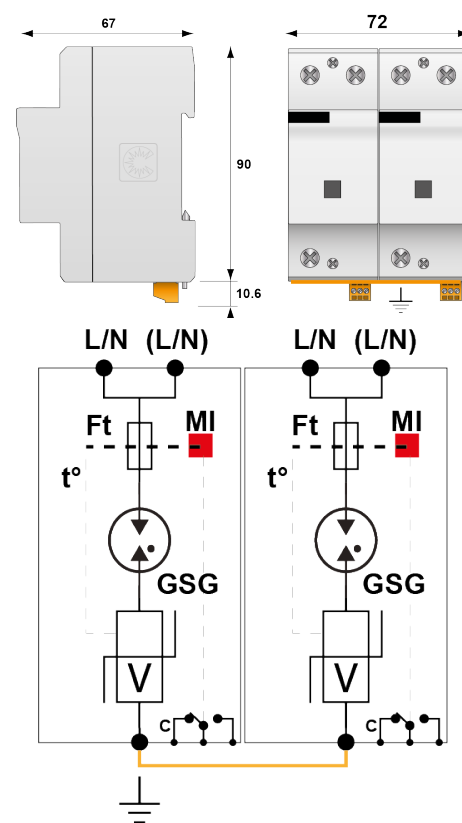 67
72
90
10.6
L/N (L/N)
L/N (L/N)
Ft MI
Ft MI
t°
t°
GSG
GSG
V
V
C
C